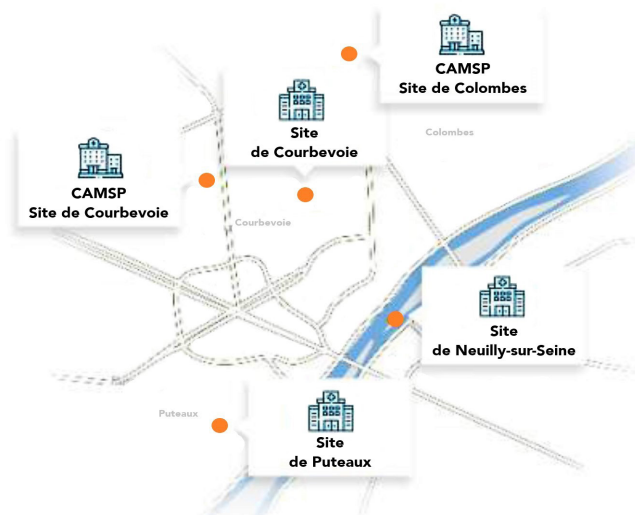 CAMSP
Site de Colombes
Site
de Courbevoie
Colombes
CAMSP
Site de Courbevoie
Courbevoie
Site
de Neuilly-sur-Seine
Puteaux
Site
de Puteaux